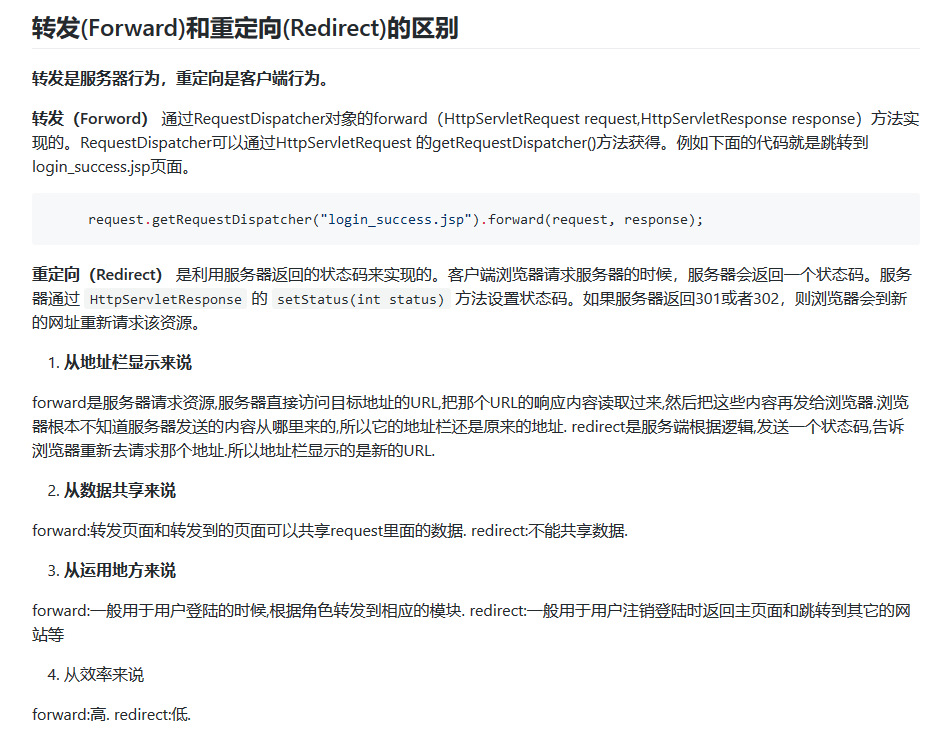 转发(Forward)和重定向(Redirect)的区别
转发是服务器行为，重定向是客户端行为。
转发（Forword） 通过RequestDispatcher对象的forward（HttpServletRequest request,HttpServletResponse response）方法实
现的。RequestDispatcher可以通过HttpServletRequest 的getRequestDispatcher()方法获得。例如下面的代码就是跳转到
login_success.jsp页面。
request.getRequestDispatcher("login_success.jsp").forward(request, response);
重定向（Redirect） 是利用服务器返回的状态码来实现的。客户端浏览器请求服务器的时候，服务器会返回一个状态码。服务
器通过 HttpServletResponse 的 setStatus(int status) 方法设置状态码。如果服务器返回301或者302，则浏览器会到新
的网址重新请求该资源。
1. 从地址栏显示来说
forward是服务器请求资源,服务器直接访问目标地址的URL,把那个URL的响应内容读取过来,然后把这些内容再发给浏览器.浏览
器根本不知道服务器发送的内容从哪里来的,所以它的地址栏还是原来的地址. redirect是服务端根据逻辑,发送一个状态码,告诉
浏览器重新去请求那个地址.所以地址栏显示的是新的URL.
2. 从数据共享来说
forward:转发页面和转发到的页面可以共享request里面的数据. redirect:不能共享数据.
3. 从运用地方来说
forward:一般用于用户登陆的时候,根据角色转发到相应的模块. redirect:一般用于用户注销登陆时返回主页面和跳转到其它的网
站等
4. 从效率来说
forward:高. redirect:低.